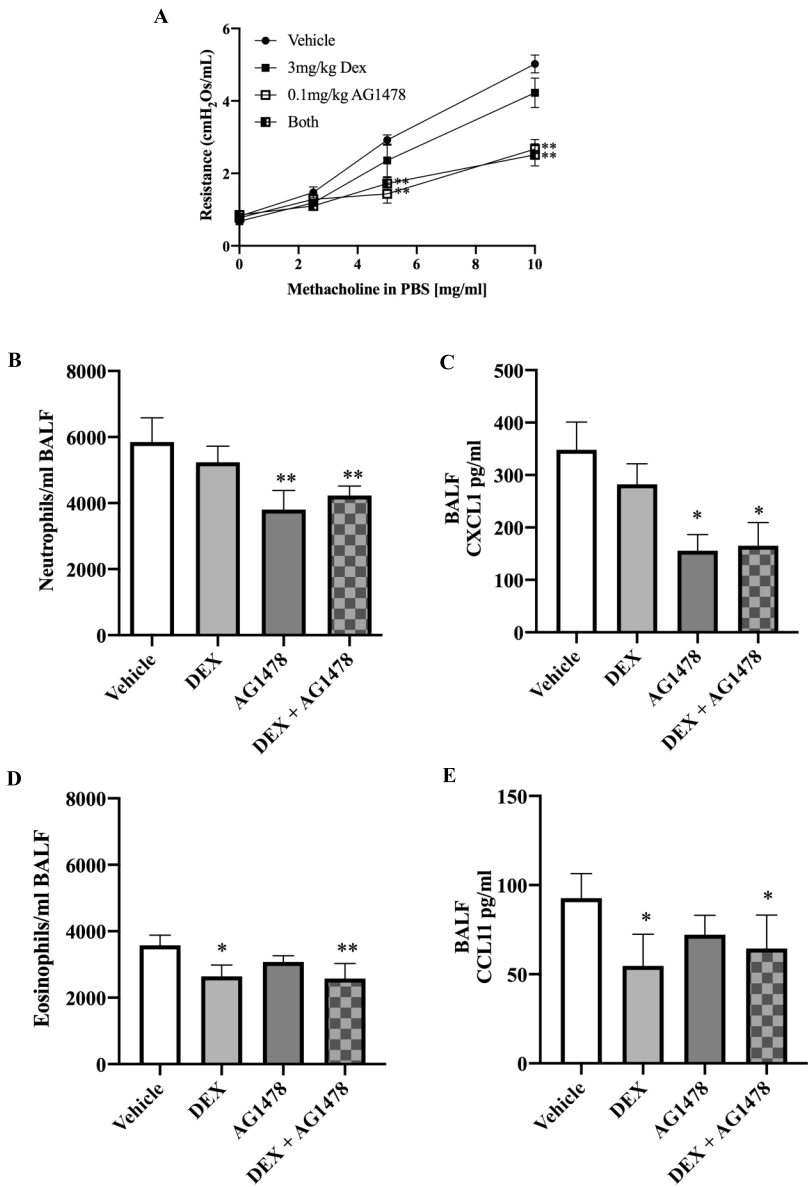 A
Resistance (cmH2Os/mL)
6
4
2
0
Vehicle
3mg/kg Dex
0.1mg/kg AG1478
Both
**
**
**
**
0 2 4 6 8 10
Methacholine in PBS [mg/ml]
B
Neutrophils/ml BALF
8000
6000
4000
2000
0
** **
Vehicle
DEX
AG1478
DEX + AG1478
C
BALF
CXCL1 pg/ml
500
400
300
200
100
0
* *
Vehicle
DEX
AG1478
DEX + AG1478
D
Eosinophils/ml BALF
8000
6000
4000
2000
0
* **
Vehicle
DEX
AG1478
DEX + AG1478
E
BALF
CCL11 pg/ml
150
100
50
0
* *
Vehicle
DEX
AG1478
DEX + AG1478